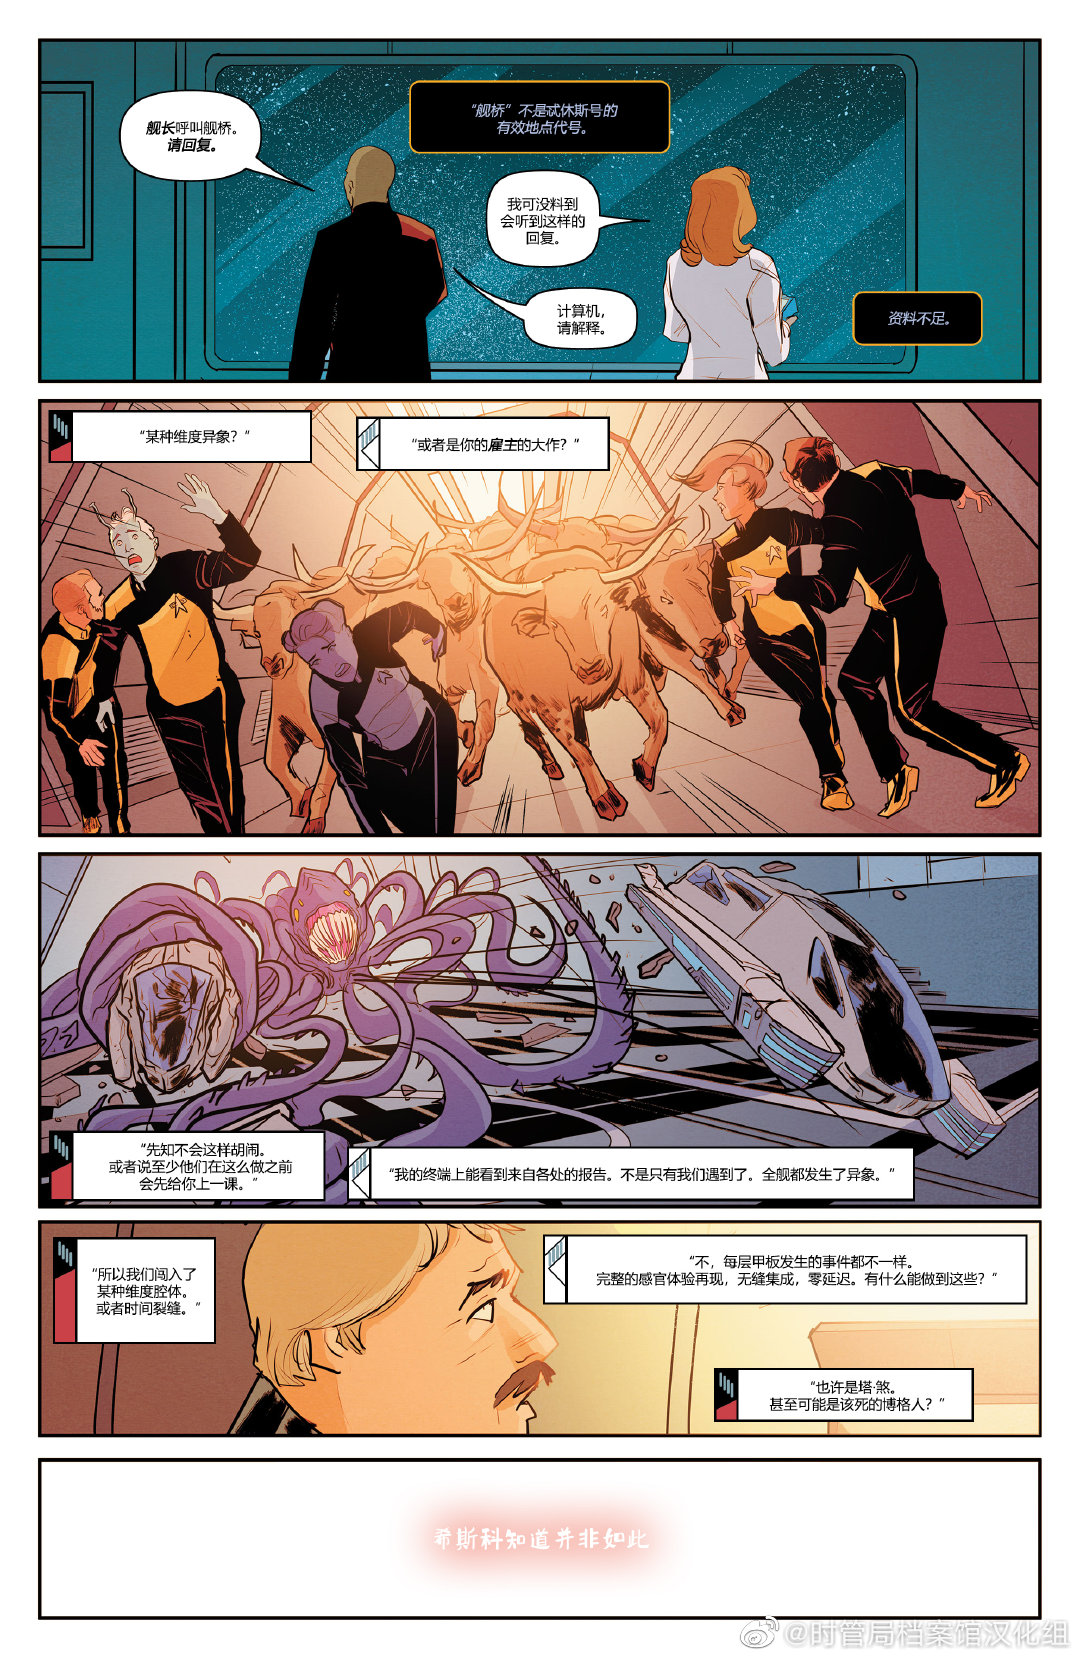 舰长呼叫舰桥。
请回复。
“舰桥”不是忒休斯号的
有效地点代号。
我可没料到
会听到这样的
回复。
计算机，
请解释。
资料不足。
“某种维度异象？”
“或者是你的雇主的大作？”
“先知不会这样胡闹。
或者说至少他们在这么做之前
会先给你上一课。”
“我的终端上能看到来自各处的报告。不是只有我们遇到了。全舰都发生了异象。”
“所以我们闯入了
某种维度腔体。
或者时间裂缝。”
“不，每层甲板发生的事件都不一样。
完整的感官体验再现，无缝集成，零延迟。有什么能做到这些？”
“也许是塔·煞。
甚至可能是该死的博格人？”
希斯科知道并非如此
@时管局档案馆汉化组